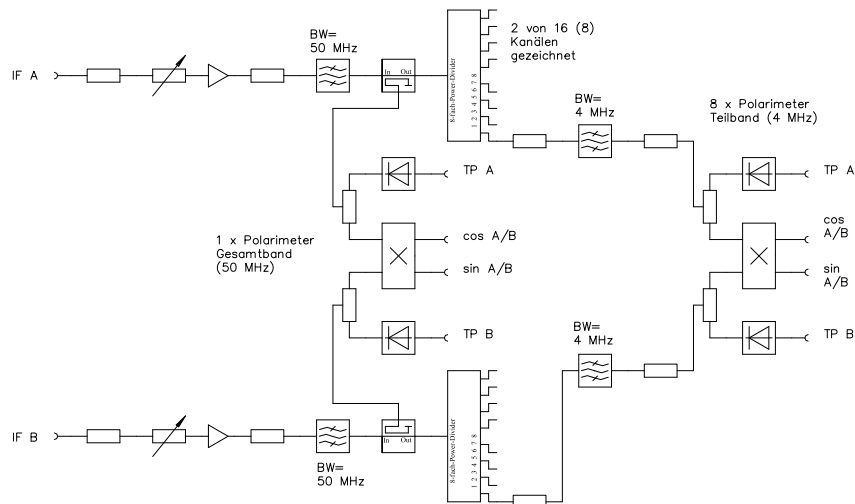 IF A
BW=
50 MHz
In Out
8-fach-Power-Divider
1 2 3 4 5 6 7 8
2 von 16 (8)
Kanälen
gezeichnet
BW=
4 MHz
8 x Polarimeter
Teilband (4 MHz)
TP A
cos A/B
sin A/B
TP B
1 x Polarimeter
Gesamtband
(50 MHz)
TP A
cos
A/B
sin
A/B
TP B
BW=
4 MHz
IF B
BW=
50 MHz
In Out
8-fach-Power-Divider
1 2 3 4 5 6 7 8